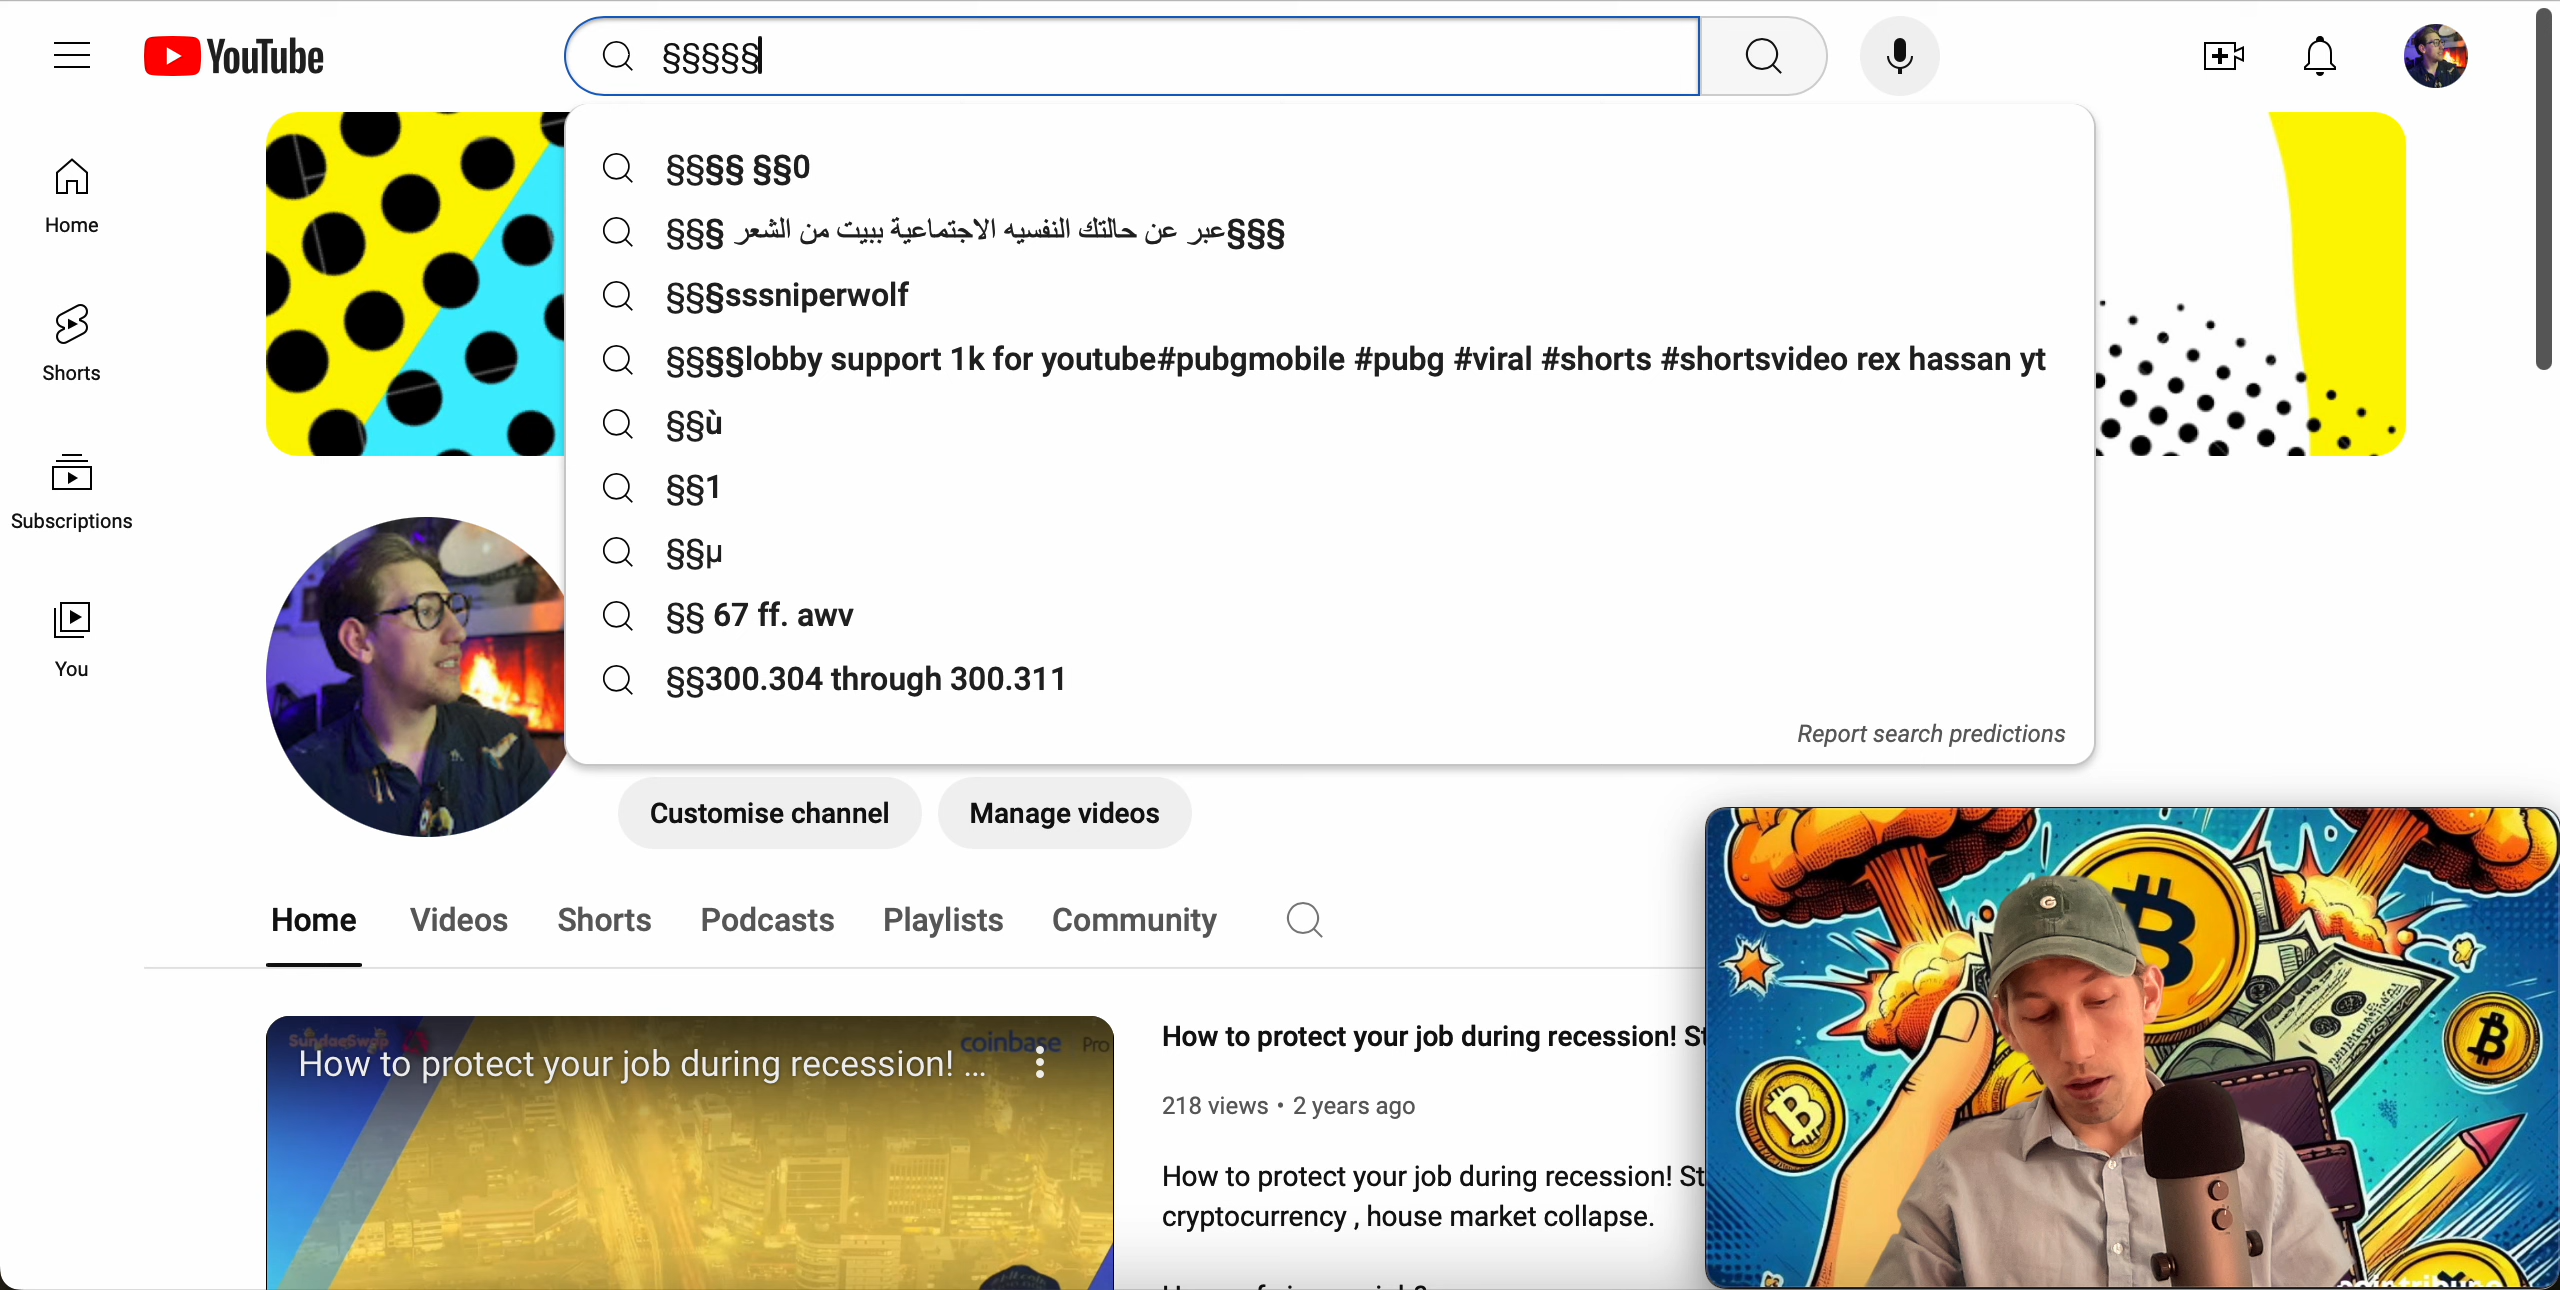 YouTube
§§§§§
§§§§ §§0
§§§ عبر عن حالتك النفسيه الاجتماعية ببيت من الشعر§§§
§§§sssniperwolf
§§§§lobby support 1k for youtube#pubgmobile #pubg #viral #shorts #shortsvideo rex hassan yt
§§ù
§§1
§§µ
§§ 67 ff. awv
§§300.304 through 300.311
Report search predictions
Home
Shorts
Subscriptions
You
Customise channel
Manage videos
Home
Videos
Shorts
Podcasts
Playlists
Community
SundaeSwap
coinbase Pro
How to protect your job during recession! ...
How to protect your job during recession! St
218 views • 2 years ago
How to protect your job during recession! St
cryptocurrency , house market collapse.